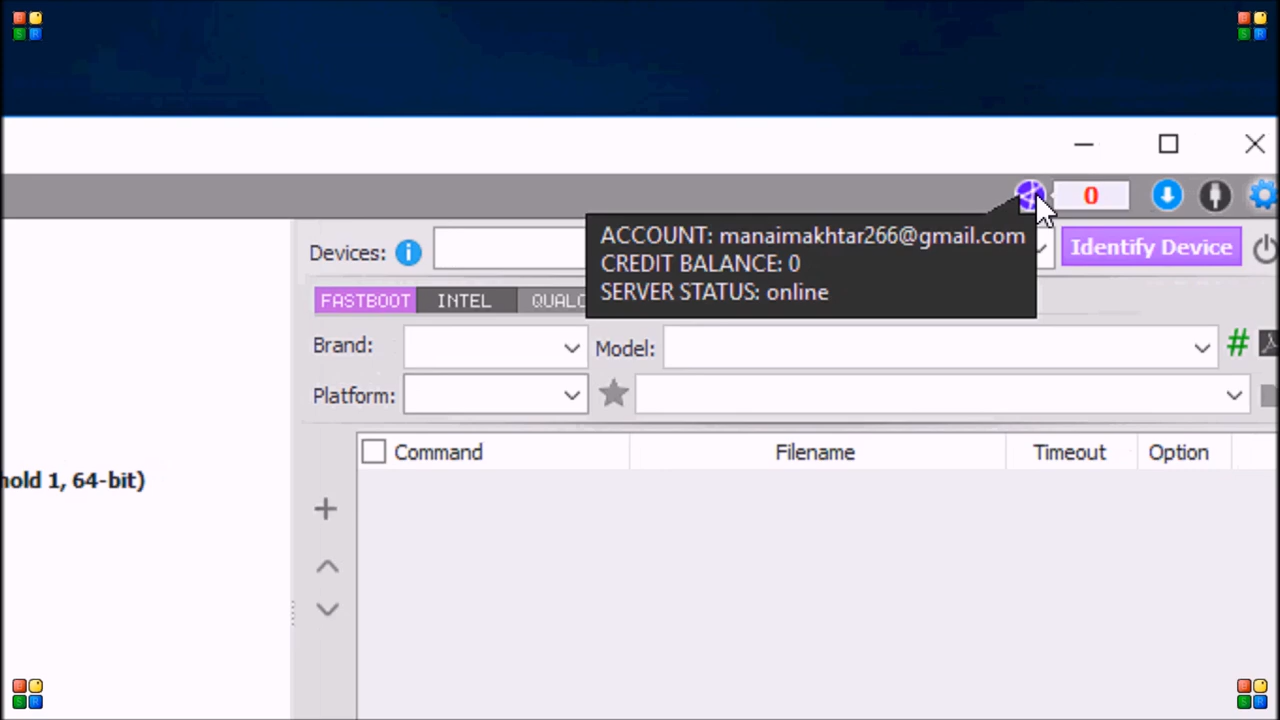 0
ACCOUNT: manaimakhtar266@gmail.com
CREDIT BALANCE: 0
SERVER STATUS: online
Devices:
Identify Device
FASTBOOT INTEL QUALC
Brand:
Model:
#
Platform:
Command Filename Timeout Option
hold 1, 64-bit)